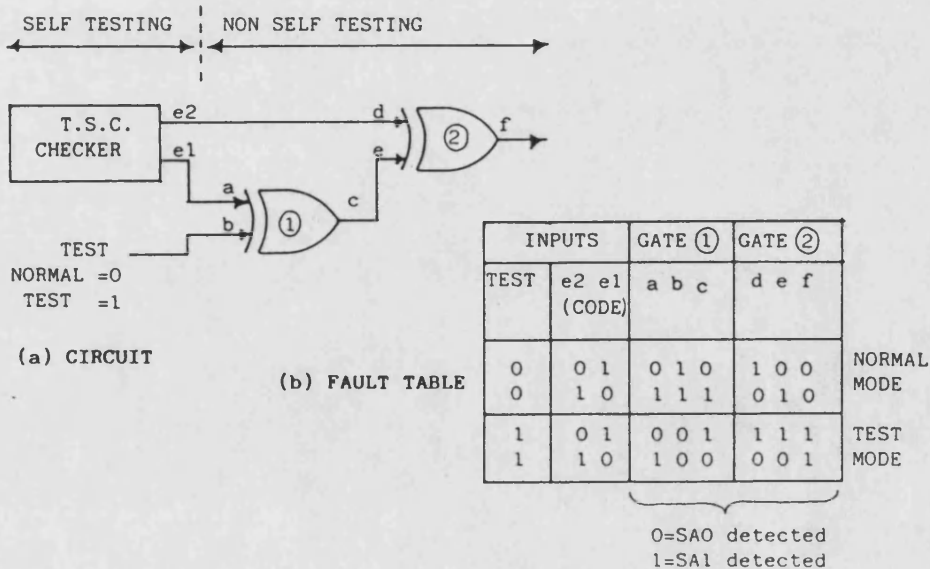 SELF TESTING
NON SELF TESTING
T.S.C.
CHECKER
e2
e1
d
e
f
②
a
b
c
①
TEST
NORMAL =0
TEST =1
(a) CIRCUIT
(b) FAULT TABLE
INPUTS GATE ① GATE ②
TEST e2 e1 a b c d e f
(CODE)
0 0 1 0 1 0 1 0 0 NORMAL
0 1 0 1 1 1 0 1 0 MODE
1 0 1 0 0 1 1 1 1 TEST
1 1 0 1 0 0 0 0 1 MODE
0=SA0 detected
1=SA1 detected